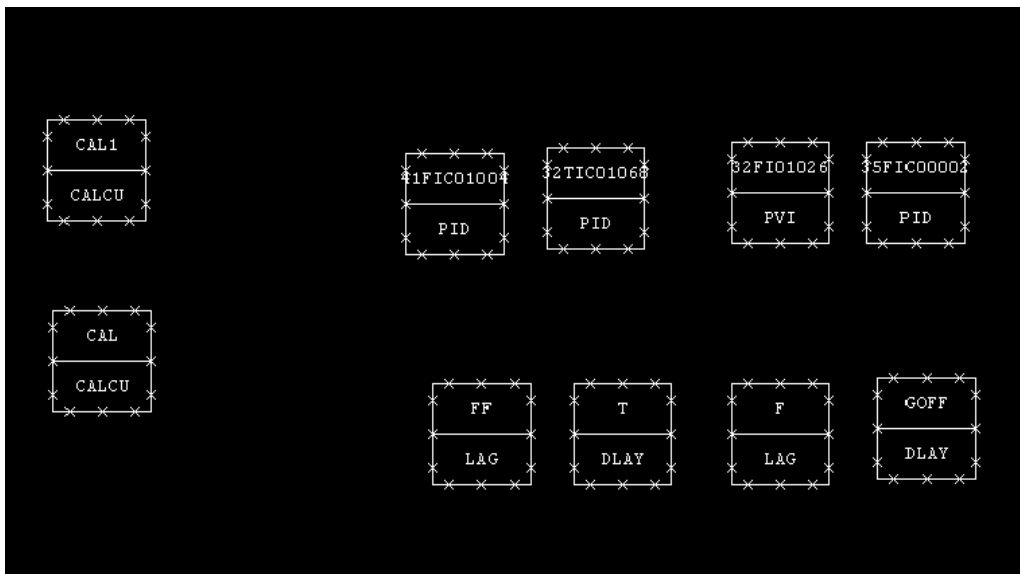 CAL1
CALCU
41FIC01004
PID
32TIC01068
PID
32FI01026
PVI
35FIC00002
PID
CAL
CALCU
FF
LAG
T
DLAY
F
LAG
GOFF
DLAY